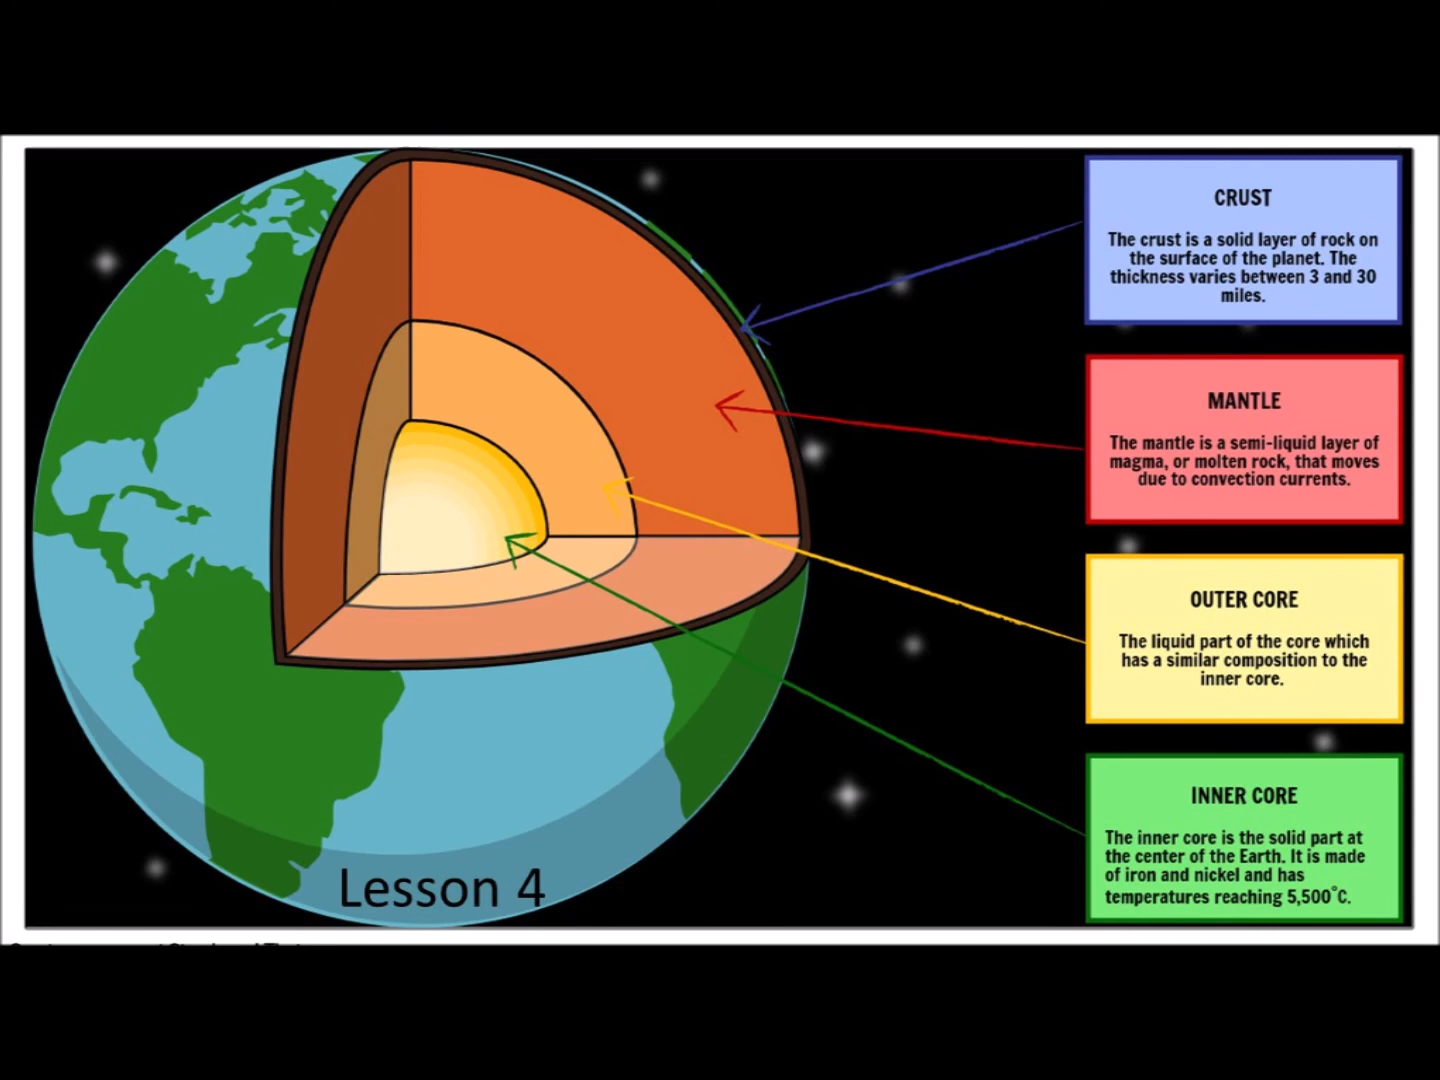 CRUST
The crust is a solid layer of rock on
the surface of the planet. The
thickness varies between 3 and 30
miles.
MANTLE
The mantle is a semi-liquid layer of
magma, or molten rock, that moves
due to convection currents.
OUTER CORE
The liquid part of the core which
has a similar composition to the
inner core.
INNER CORE
The inner core is the solid part at
the center of the Earth. It is made
of iron and nickel and has
temperatures reaching 5,500°C.
Lesson 4